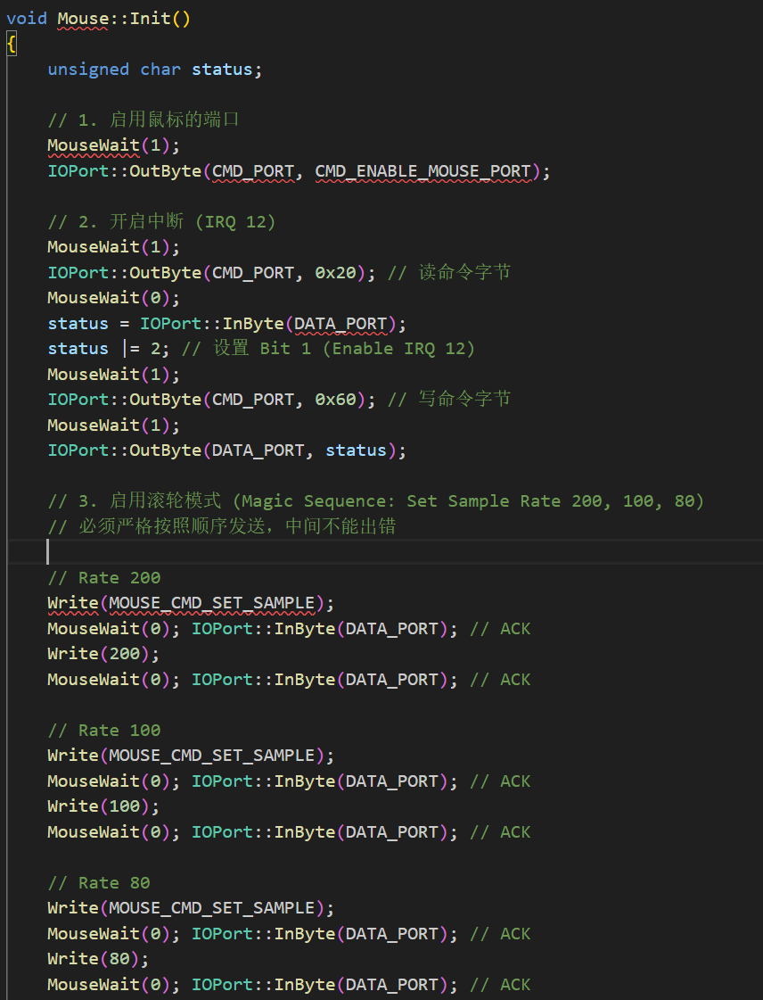 void Mouse::Init()
{
    unsigned char status;

    // 1. 启用鼠标的端口
    MouseWait(1);
    IOPort::OutByte(CMD_PORT, CMD_ENABLE_MOUSE_PORT);

    // 2. 开启中断 (IRQ 12)
    MouseWait(1);
    IOPort::OutByte(CMD_PORT, 0x20); // 读命令字节
    MouseWait(0);
    status = IOPort::InByte(DATA_PORT);
    status |= 2; // 设置 Bit 1 (Enable IRQ 12)
    MouseWait(1);
    IOPort::OutByte(CMD_PORT, 0x60); // 写命令字节
    MouseWait(1);
    IOPort::OutByte(DATA_PORT, status);

    // 3. 启用滚轮模式 (Magic Sequence: Set Sample Rate 200, 100, 80)
    // 必须严格按照顺序发送，中间不能出错

    // Rate 200
    Write(MOUSE_CMD_SET_SAMPLE);
    MouseWait(0); IOPort::InByte(DATA_PORT); // ACK
    Write(200);
    MouseWait(0); IOPort::InByte(DATA_PORT); // ACK

    // Rate 100
    Write(MOUSE_CMD_SET_SAMPLE);
    MouseWait(0); IOPort::InByte(DATA_PORT); // ACK
    Write(100);
    MouseWait(0); IOPort::InByte(DATA_PORT); // ACK

    // Rate 80
    Write(MOUSE_CMD_SET_SAMPLE);
    MouseWait(0); IOPort::InByte(DATA_PORT); // ACK
    Write(80);
    MouseWait(0); IOPort::InByte(DATA_PORT); // ACK